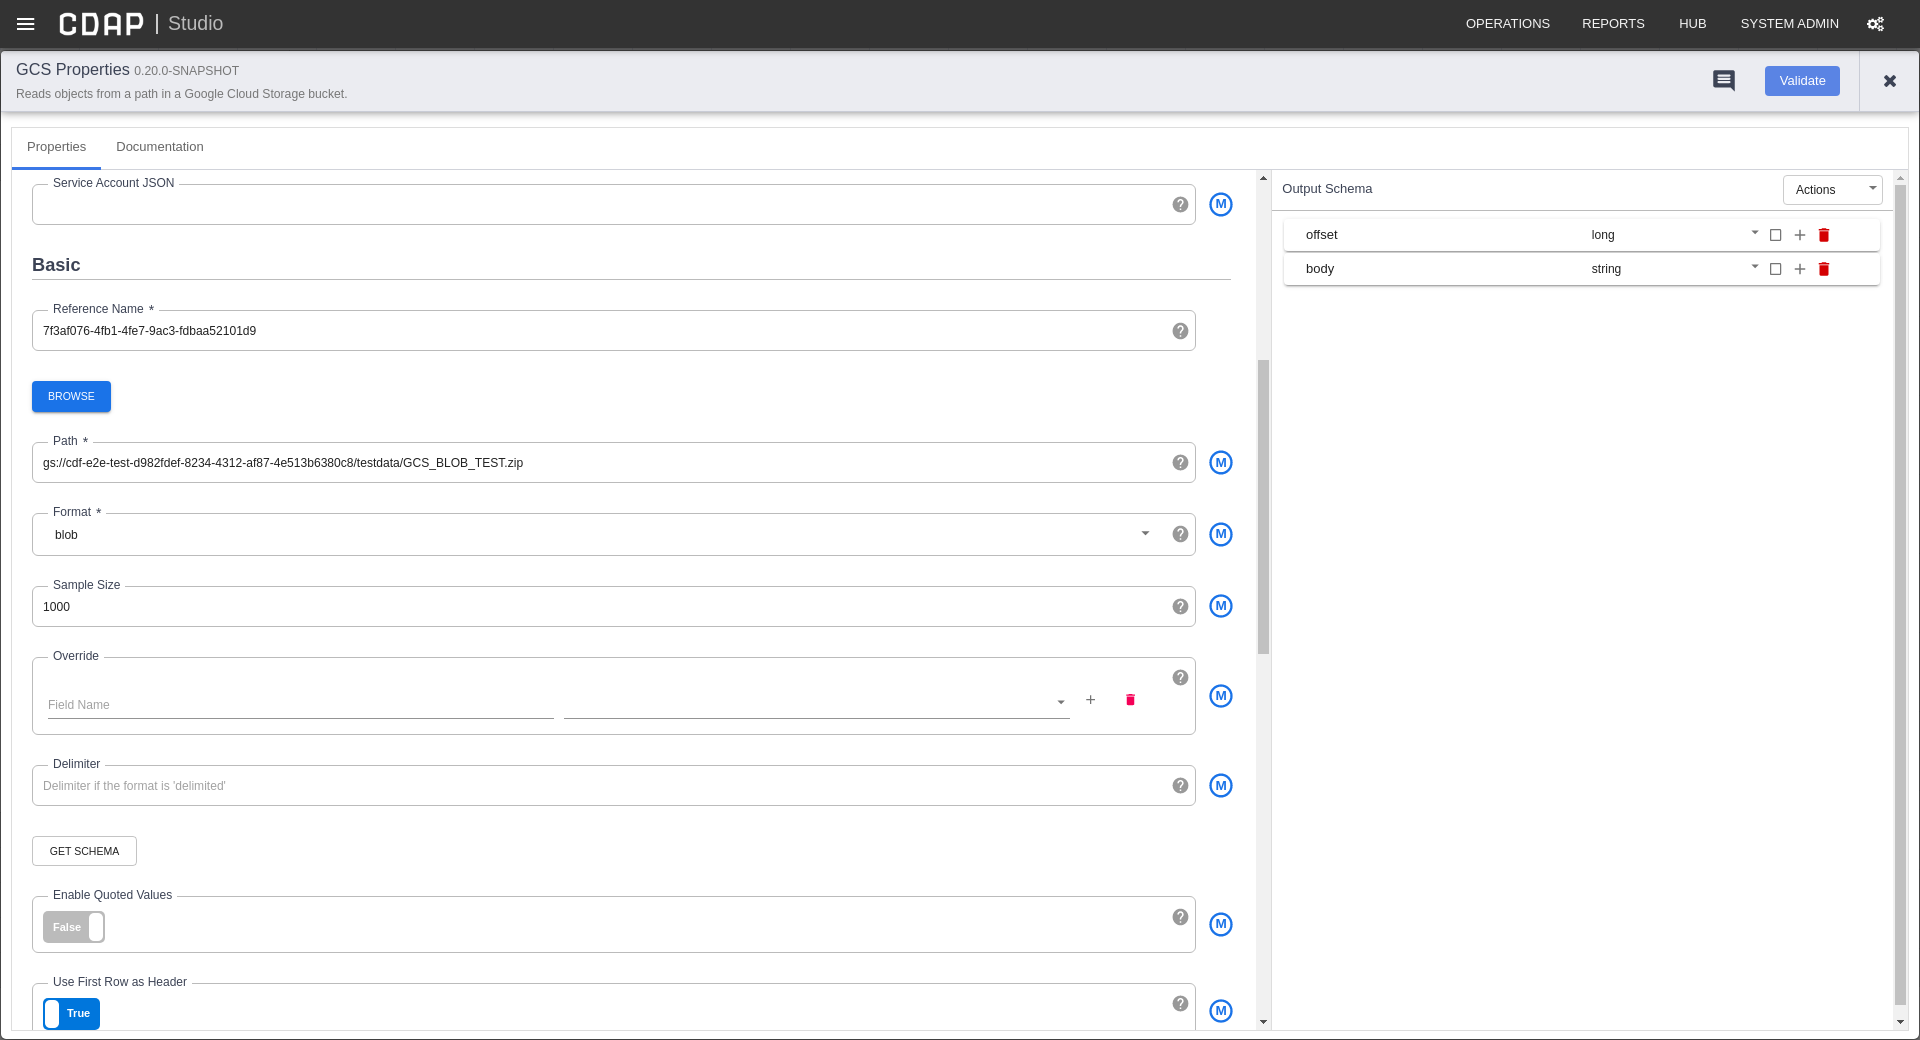 CDAP | Studio
OPERATIONS REPORTS HUB SYSTEM ADMIN
GCS Properties 0.20.0-SNAPSHOT
Reads objects from a path in a Google Cloud Storage bucket.
Validate
Properties Documentation
Service Account JSON
M
Basic
Reference Name *
7f3af076-4fb1-4fe7-9ac3-fdbaa52101d9
BROWSE
Path *
gs://cdf-e2e-test-d982fdef-8234-4312-af87-4e513b6380c8/testdata/GCS_BLOB_TEST.zip
M
Format *
blob
M
Sample Size
1000
M
Override
Field Name
M
Delimiter
Delimiter if the format is 'delimited'
M
GET SCHEMA
Enable Quoted Values
False
M
Use First Row as Header
True
M
Output Schema
Actions
offset long
body string